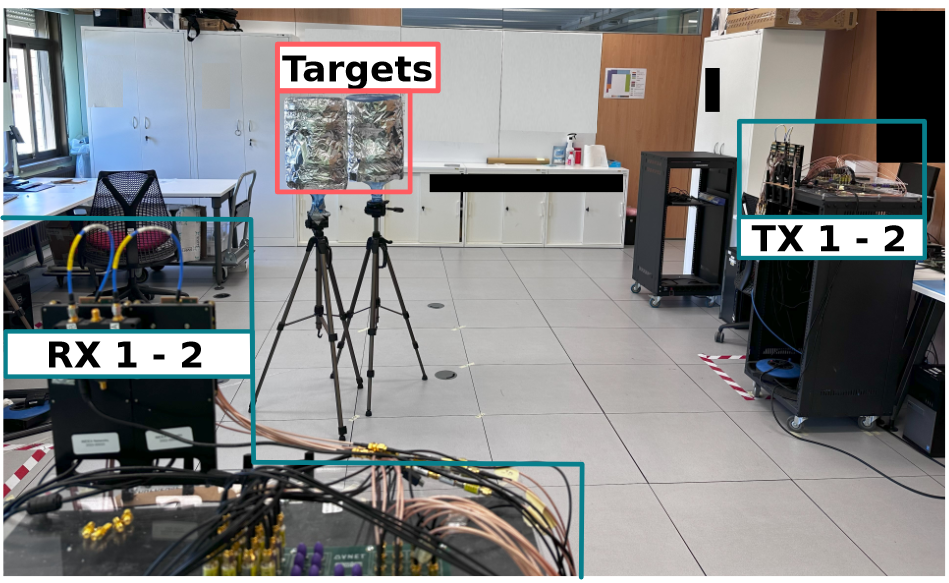 Targets
TX 1 - 2
RX 1 - 2